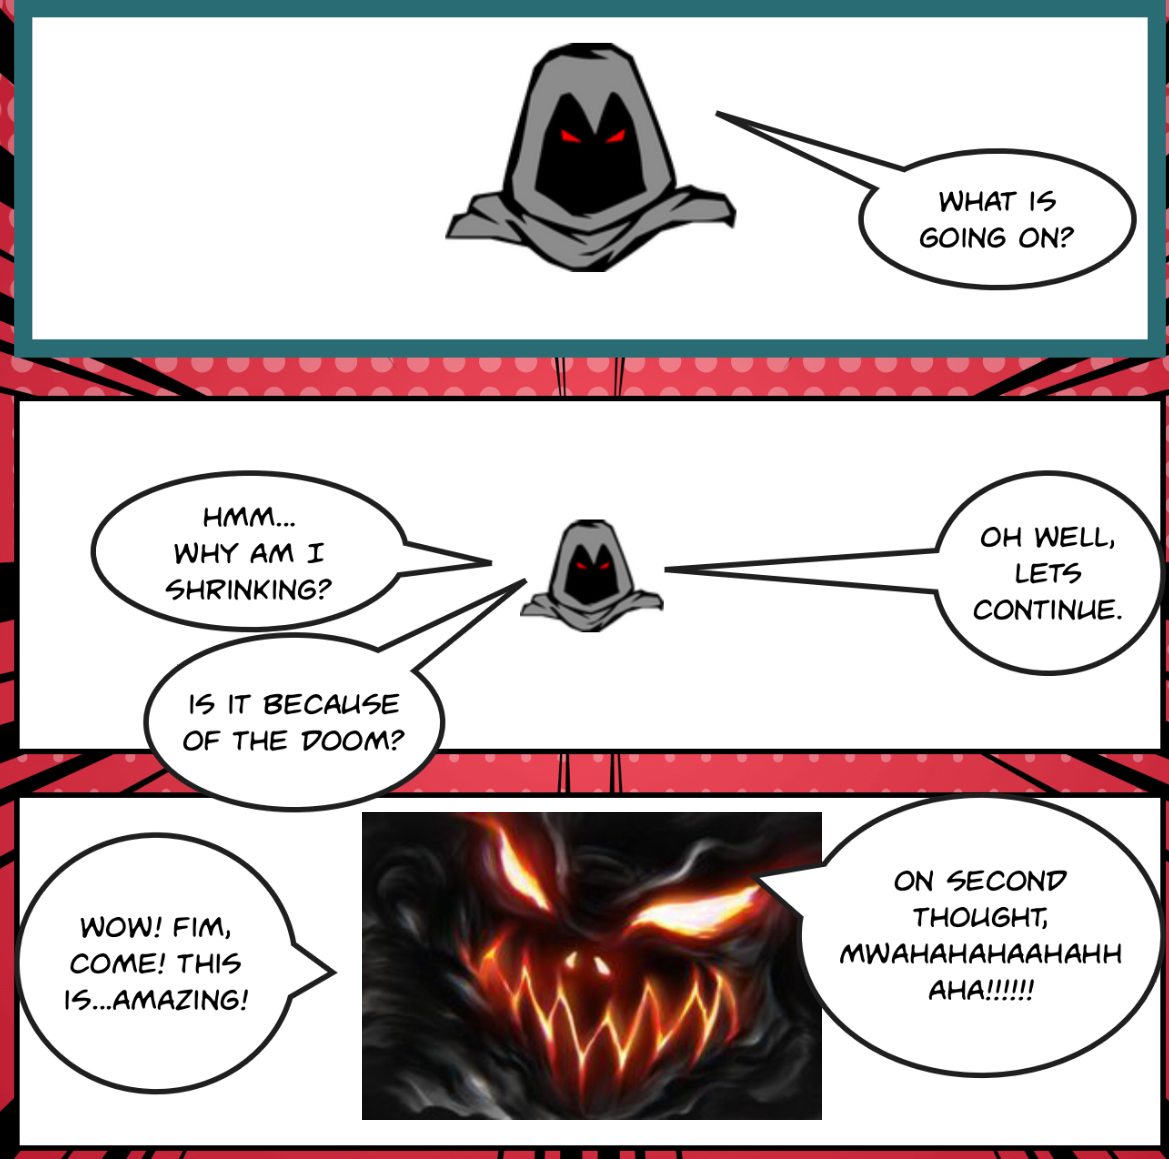 WHAT IS
GOING ON?
HMM...
WHY AM I
SHRINKING?
IS IT BECAUSE
OF THE DOOM?
OH WELL,
LETS
CONTINUE.
WOW! FIM,
COME! THIS
IS...AMAZING!
ON SECOND
THOUGHT,
MWAHAHAHAAHAHH
AHA!!!!!!